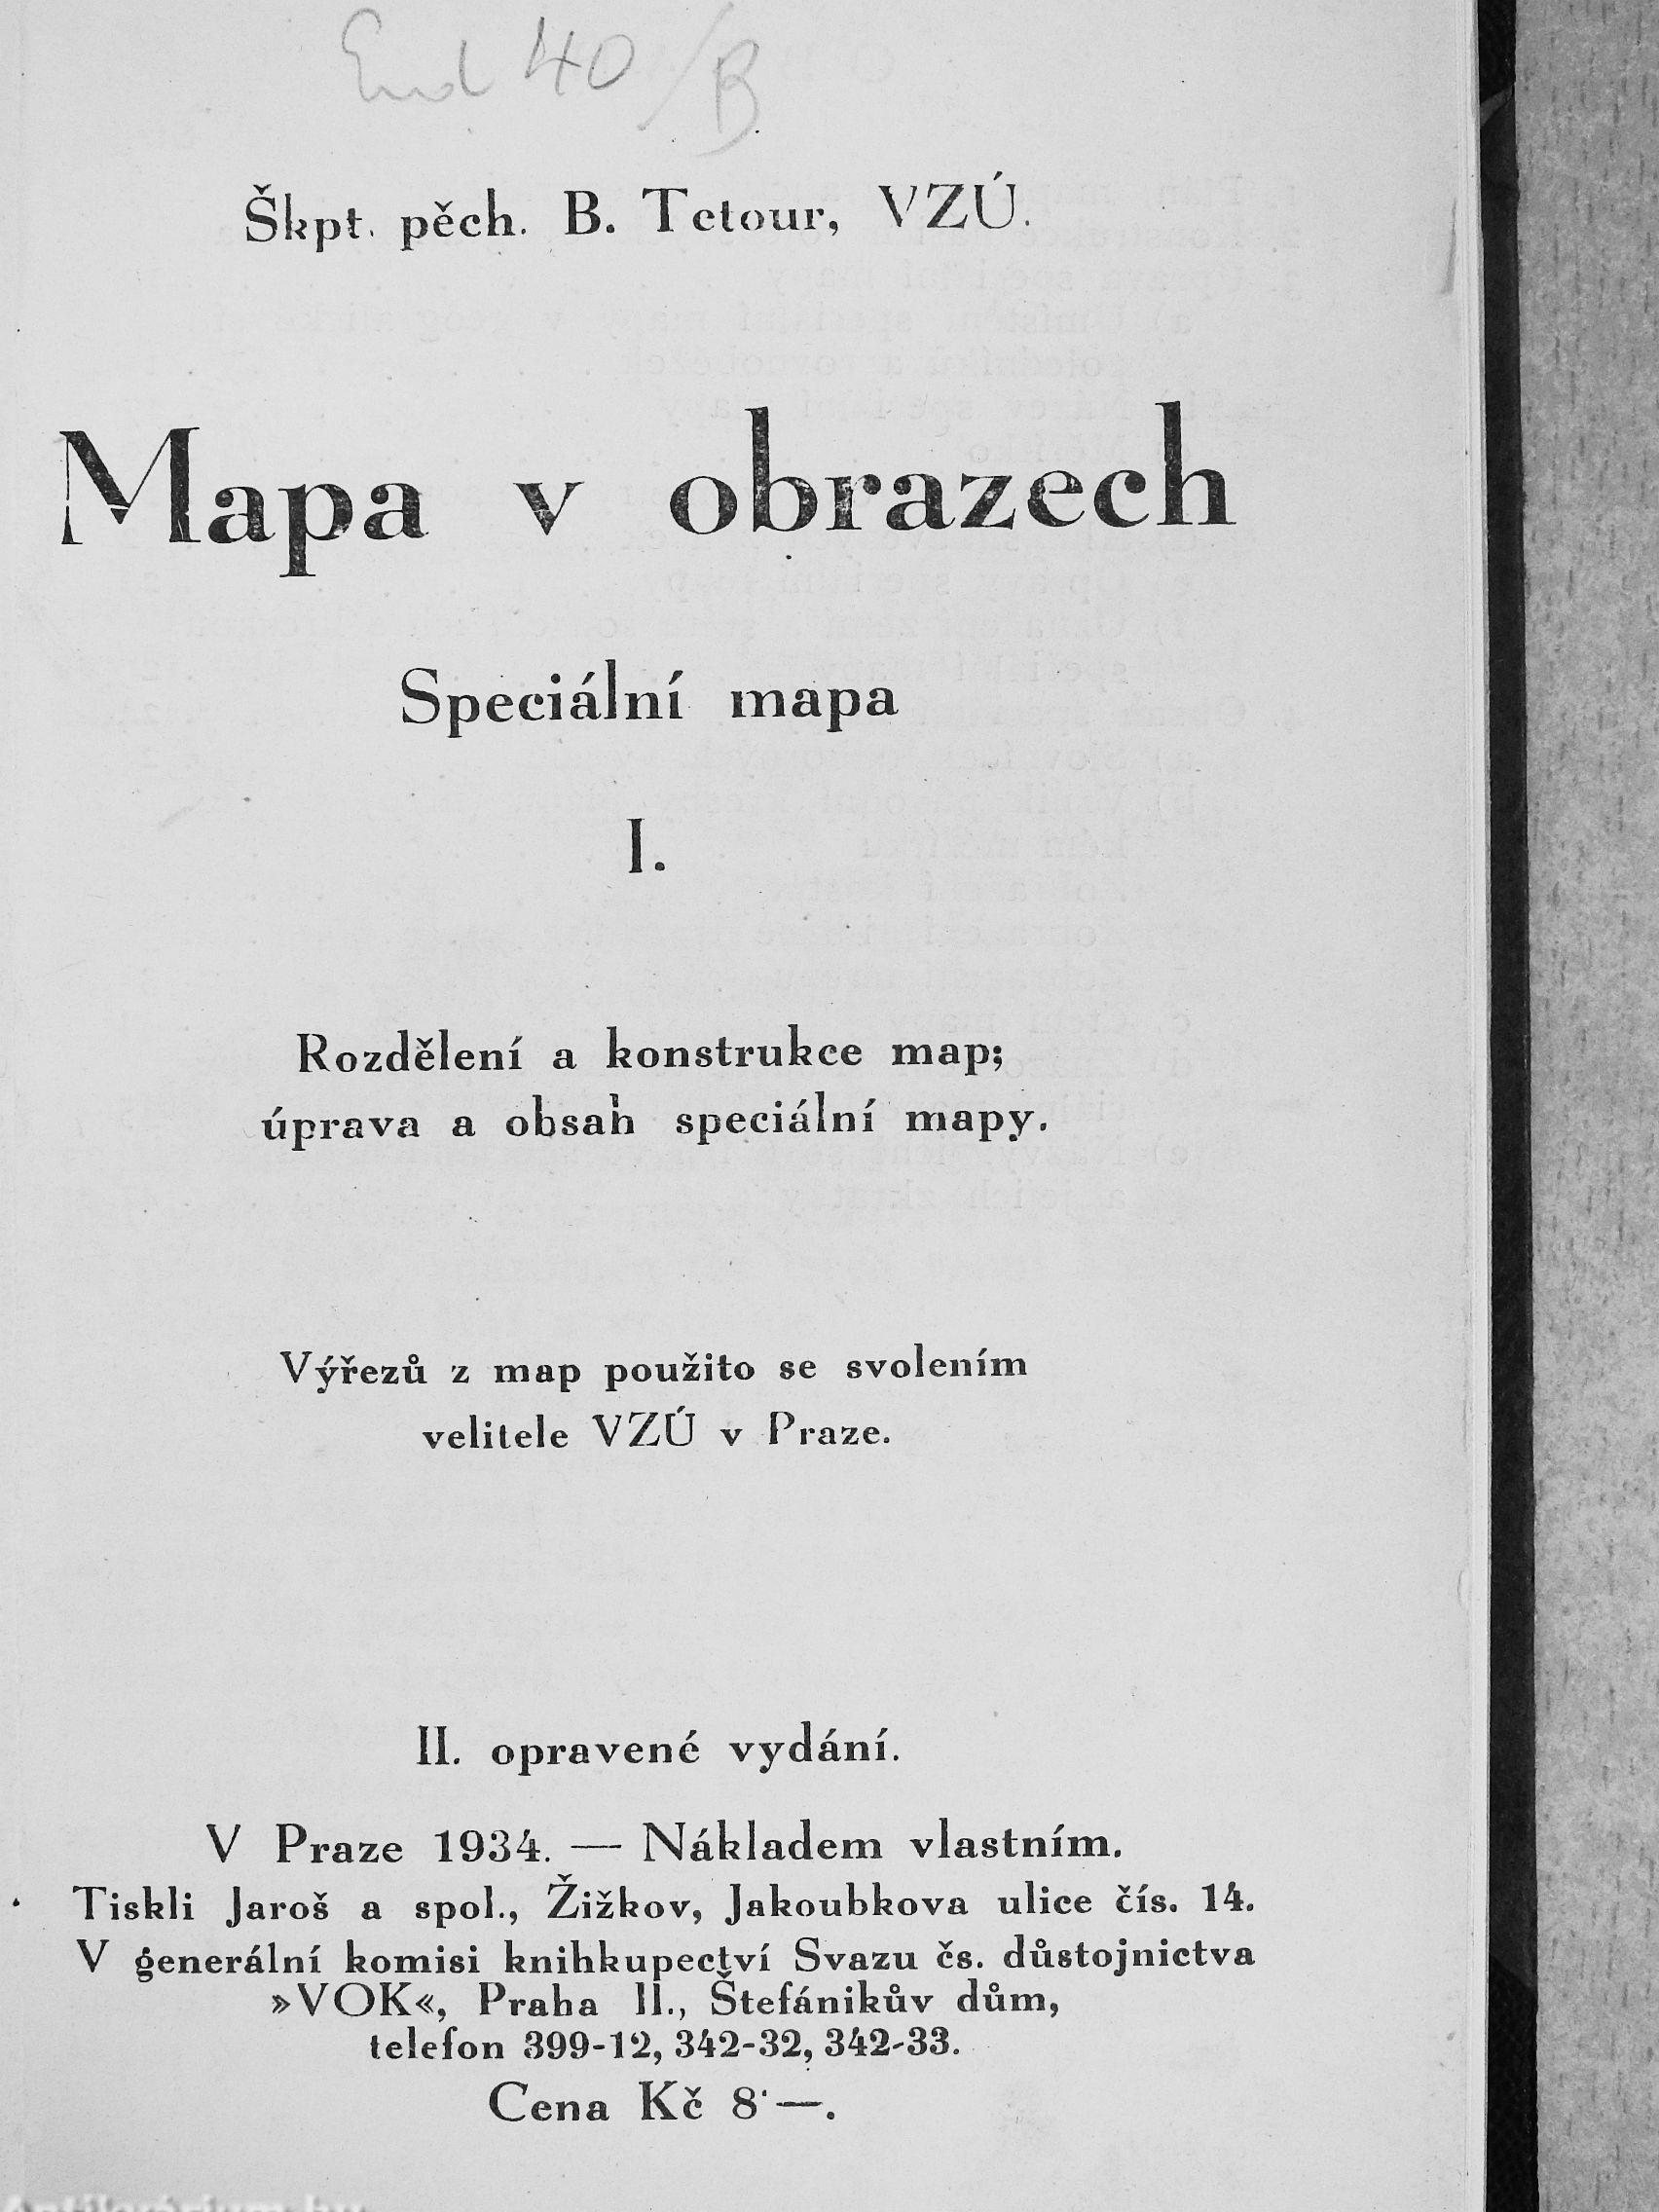 40/B
Škpt. pěch. B. Tetour, VZÚ.
Mapa v obrazech
Speciální mapa
I.
Rozdělení a konstrukce map;
úprava a obsah speciální mapy.
Výřezů z map použito se svolením
velitele VZÚ v Praze.
II. opravené vydání.
V Praze 1934. — Nákladem vlastním.
Tiskli Jaroš a spol., Žižkov, Jakoubkova ulice čís. 14.
V generální komisi knihkupectví Svazu čs. důstojnictva
»VOK«, Praha II., Štefánikův dům,
telefon 399-12, 342-32, 342-33.
Cena Kč 8·—.